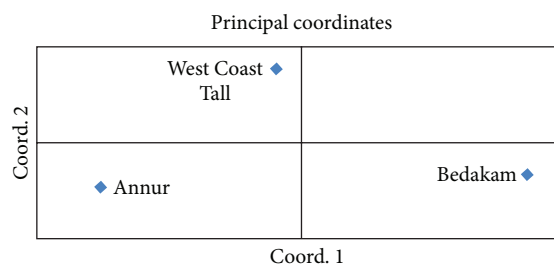 Principal coordinates
West Coast
Tall
Coord. 2
Annur
Bedakam
Coord. 1